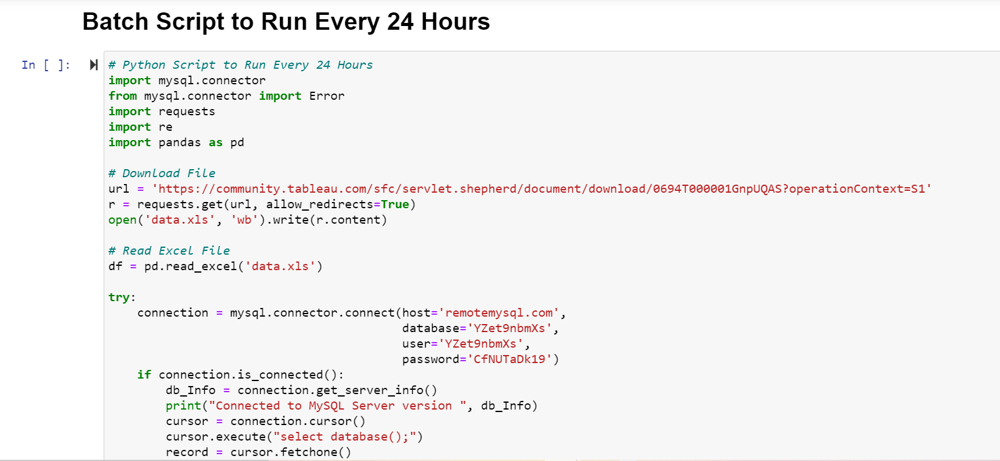 Batch Script to Run Every 24 Hours
In [ ]:
# Python Script to Run Every 24 Hours
import mysql.connector
from mysql.connector import Error
import requests
import re
import pandas as pd
# Download File
url = 'https://community.tableau.com/sfc/servlet.shepherd/document/download/0694T000001GnpUQAS?operationContext=S1'
r = requests.get(url, allow_redirects=True)
open('data.xls', 'wb').write(r.content)
# Read Excel File
df = pd.read_excel('data.xls')
try:
    connection = mysql.connector.connect(host='remotemysql.com',
                                         database='YZet9nbmXs',
                                         user='YZet9nbmXs',
                                         password='CfNUTaDk19')
    if connection.is_connected():
        db_Info = connection.get_server_info()
        print("Connected to MySQL Server version ", db_Info)
        cursor = connection.cursor()
        cursor.execute("select database();")
        record = cursor.fetchone()